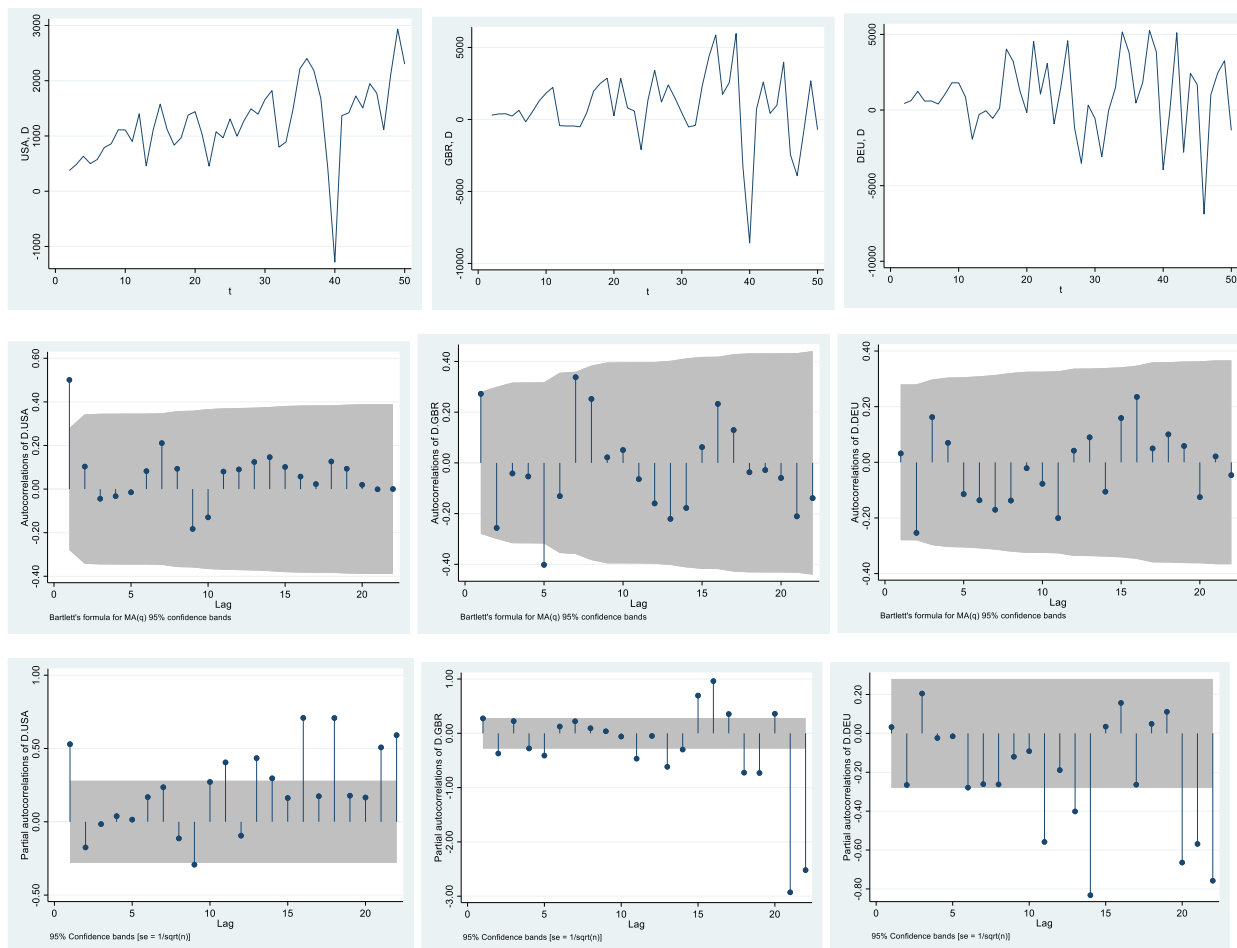 USA, D
3000
2000
1000
0
-1000
0 10 20 30 40 50
t
GBR, D
5000
0
-5000
-10000
0 10 20 30 40 50
t
DEU, D
5000
0
-5000
-10000
0 10 20 30 40 50
t
Autocorrelations of D.USA
0.60
0.40
0.20
0.00
-0.20
-0.40
0 5 10 15 20
Lag
Bartlett's formula for MA(q) 95% confidence bands
Autocorrelations of D.GBR
0.40
0.20
0.00
-0.20
-0.40
0 5 10 15 20
Lag
Bartlett's formula for MA(q) 95% confidence bands
Autocorrelations of D.DEU
0.40
0.20
0.00
-0.20
-0.40
0 5 10 15 20
Lag
Bartlett's formula for MA(q) 95% confidence bands
Partial autocorrelations of D.USA
1.00
0.50
0.00
-0.50
0 5 10 15 20
Lag
95% Confidence bands [se = 1/sqrt(n)]
Partial autocorrelations of D.GBR
1.00
0.00
-1.00
-2.00
-3.00
0 5 10 15 20
Lag
95% Confidence bands [se = 1/sqrt(n)]
Partial autocorrelations of D.DEU
0.20
0.00
-0.20
-0.40
-0.60
-0.80
0 5 10 15 20
Lag
95% Confidence bands [se = 1/sqrt(n)]